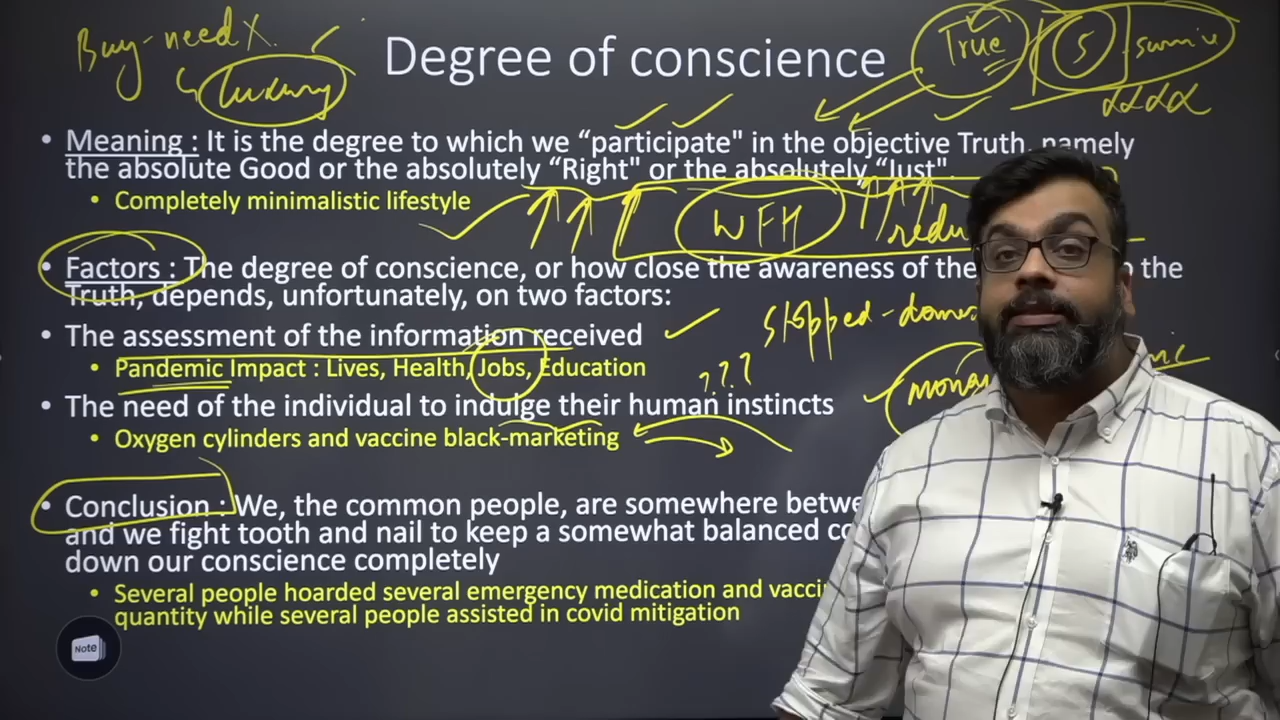 Buy-need X
luxury
Degree of conscience
True
5
survive
• Meaning : It is the degree to which we “participate" in the objective Truth, namely
the absolute Good or the absolutely “Right" or the absolutely “Just".
• Completely minimalistic lifestyle
WFH
redu
• Factors : The degree of conscience, or how close the awareness of the the
Truth, depends, unfortunately, on two factors:
stopped-domes
• The assessment of the information received
• Pandemic Impact : Lives, Health, Jobs, Education
???
• The need of the individual to indulge their human instincts
• Oxygen cylinders and vaccine black-marketing
• Conclusion : We, the common people, are somewhere betwe
and we fight tooth and nail to keep a somewhat balanced co
down our conscience completely
• Several people hoarded several emergency medication and vacci
quantity while several people assisted in covid mitigation
Note